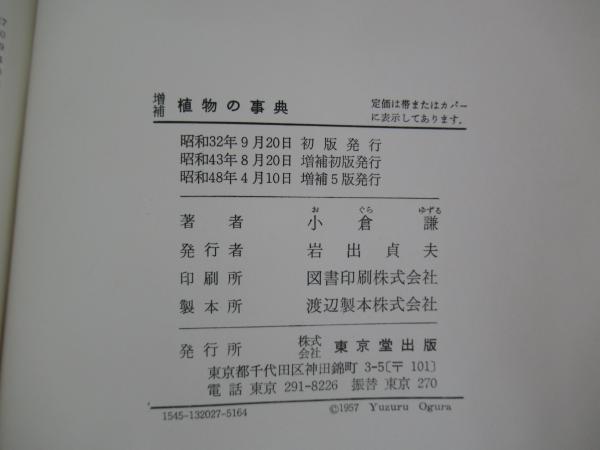 増補 植物の事典
定価は帯またはカバー
に表示してあります.
昭和32年9月20日 初版発行
昭和43年8月20日 増補初版発行
昭和48年4月10日 増補5版発行
お ぐら ゆずる
著者 小倉謙
発行者 岩出貞夫
印刷所 図書印刷株式会社
製本所 渡辺製本株式会社
発行所 株式会社 東京堂出版
東京都千代田区神田錦町 3-5〔〒 101〕
電話 東京 291-8226 振替 東京 270
1545-132027-5164
©1957 Yuzuru Ogura